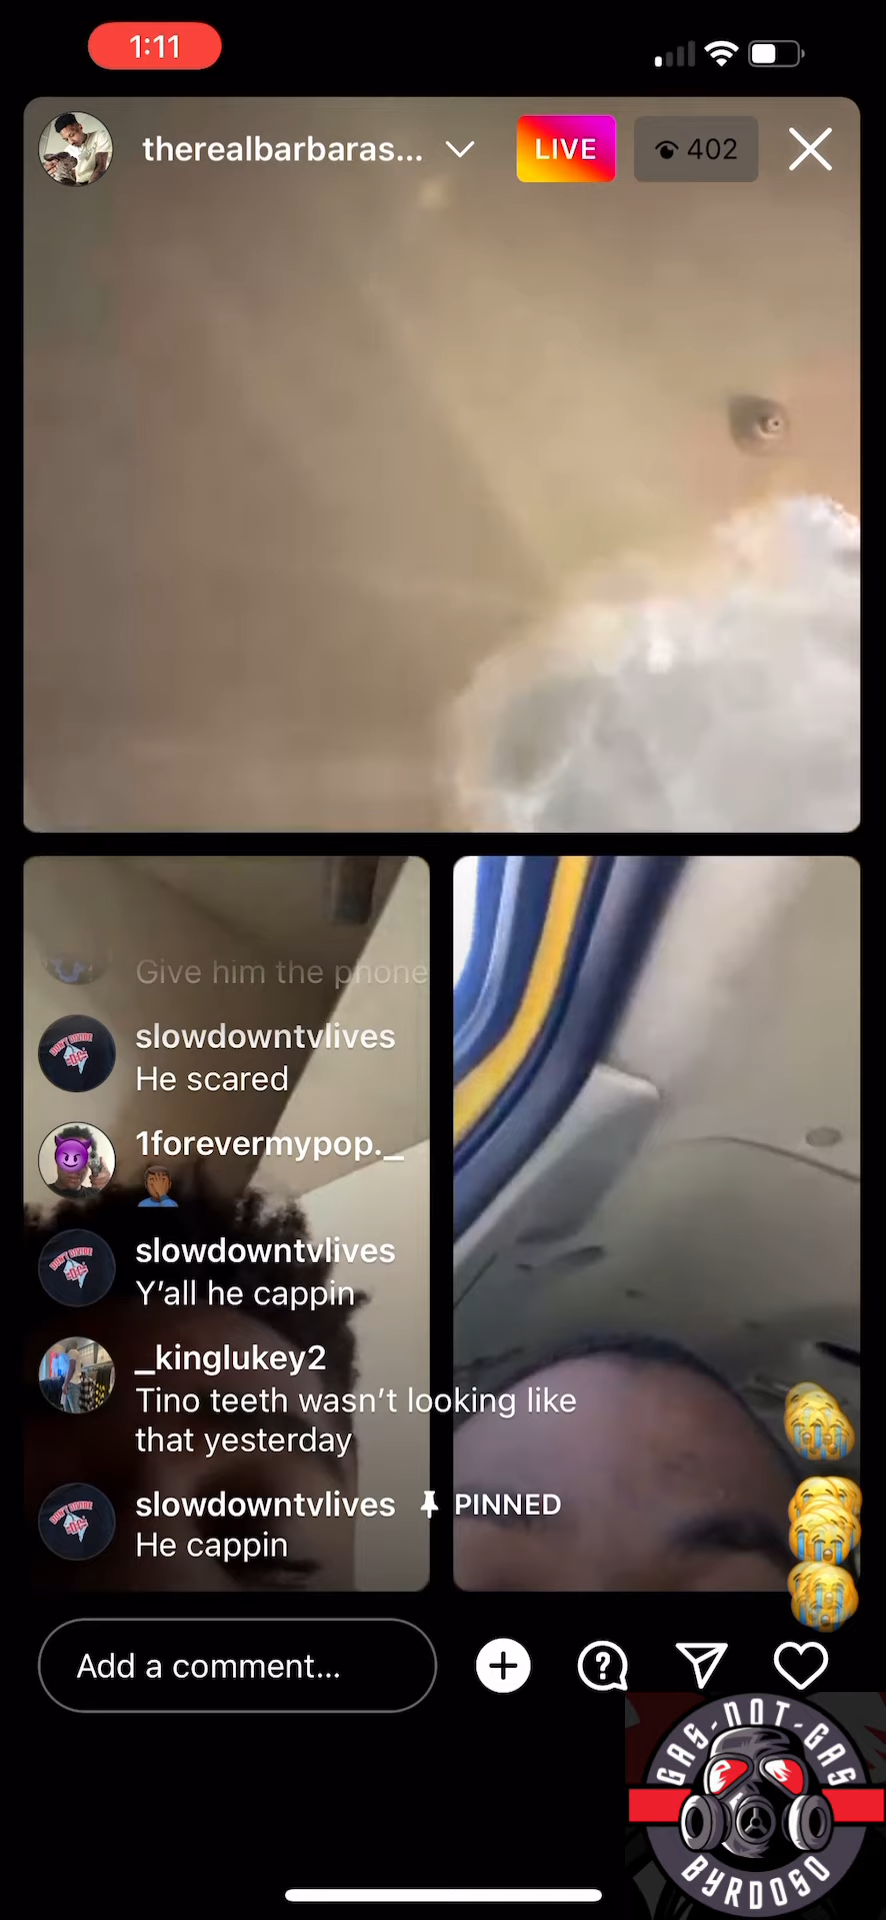 1:11
therealbarbaras...
LIVE
402
Give him the phone
slowdowntvlives
He scared
1forevermypop._
slowdowntvlives
Y'all he cappin
_kinglukey2
Tino teeth wasn't looking like
that yesterday
slowdowntvlives PINNED
He cappin
Add a comment...
GAS-NOT-GAS
BYRDOSO